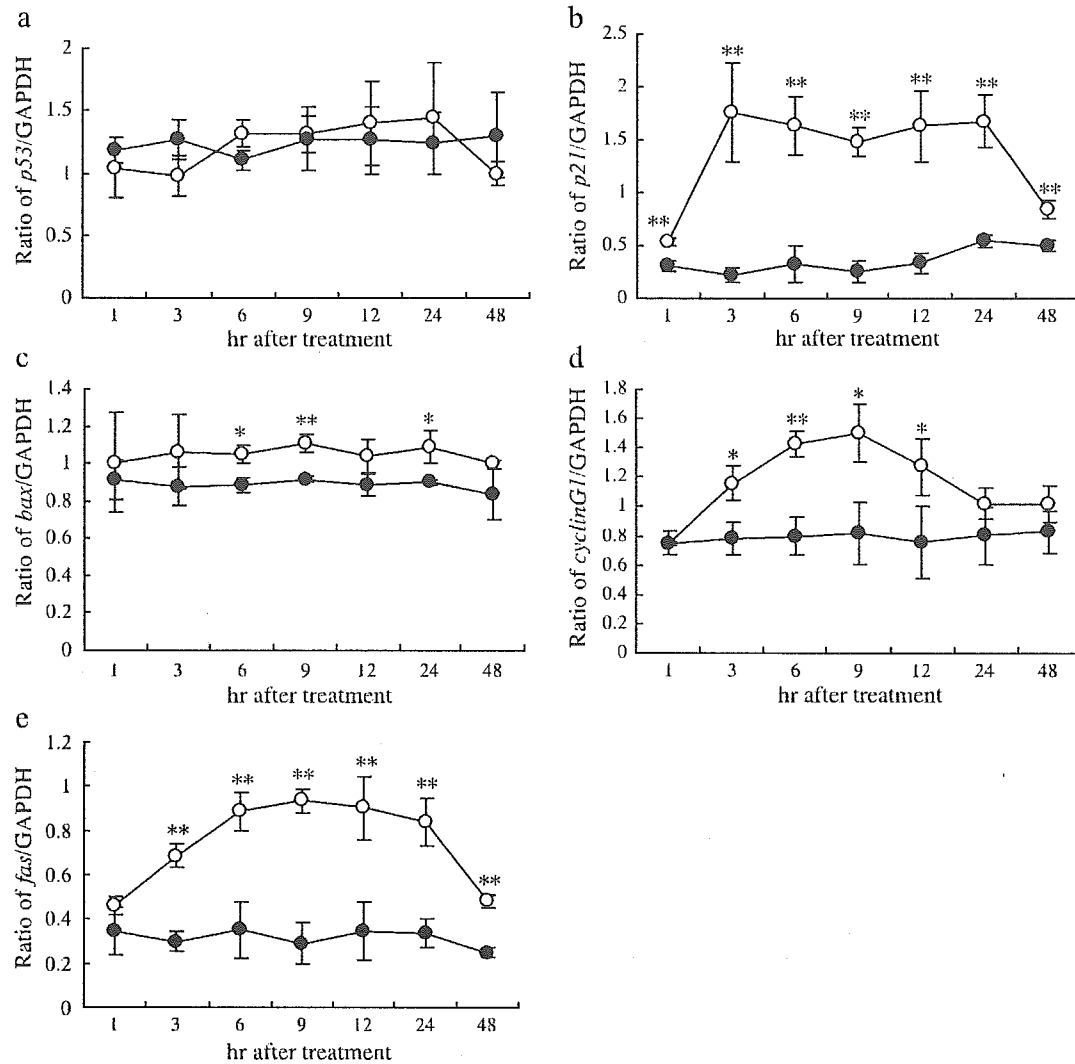 a
Ratio of p53/GAPDH
2
1.5
1
0.5
0
1 3 6 9 12 24 48
hr after treatment
b
Ratio of p21/GAPDH
2.5
2
1.5
1
0.5
0
** ** ** ** ** ** **
1 3 6 9 12 24 48
hr after treatment
c
Ratio of bax/GAPDH
1.4
1.2
1
0.8
0.6
0.4
0.2
0
* ** *
1 3 6 9 12 24 48
hr after treatment
d
Ratio of cyclinG1/GAPDH
1.8
1.6
1.4
1.2
1
0.8
0.6
0.4
0.2
0
* ** * *
1 3 6 9 12 24 48
hr after treatment
e
Ratio of fas/GAPDH
1.2
1
0.8
0.6
0.4
0.2
0
** ** ** ** ** **
1 3 6 9 12 24 48
hr after treatment